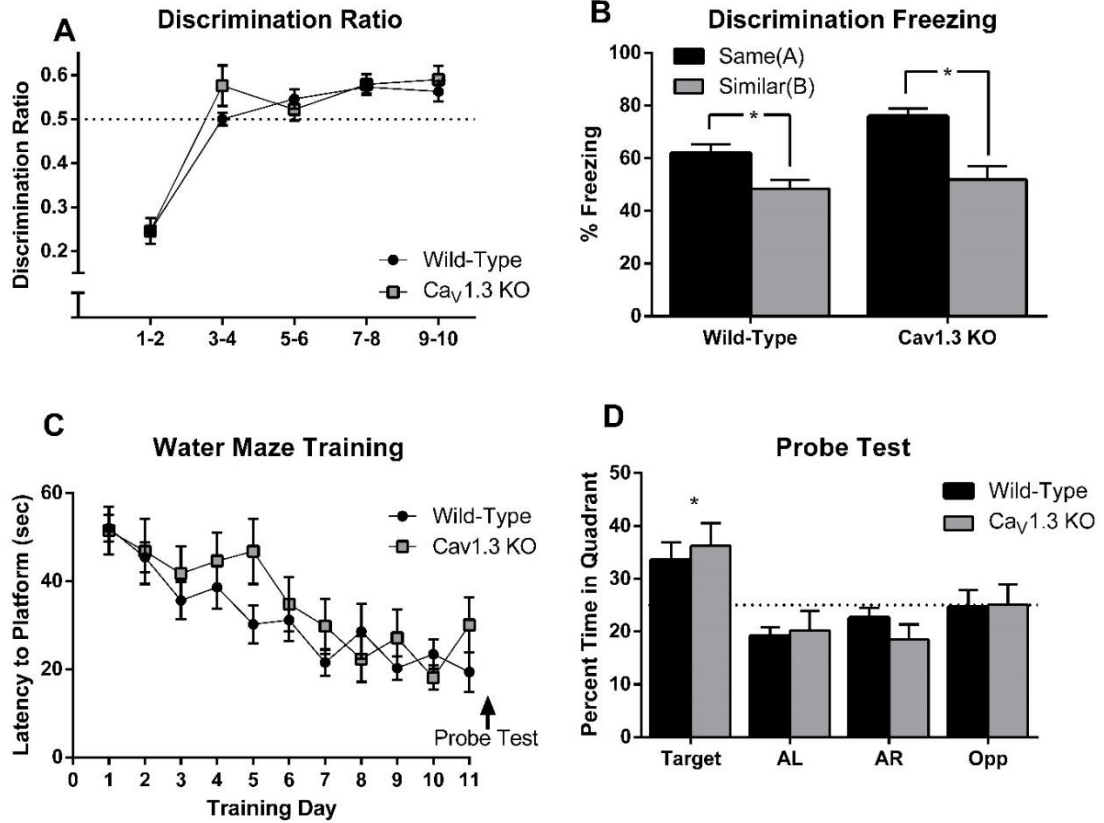 A
Discrimination Ratio
Discrimination Ratio
0.6
0.5
0.4
0.3
0.2
Wild-Type
CaV1.3 KO
1-2 3-4 5-6 7-8 9-10
B
Discrimination Freezing
% Freezing
100
80
60
40
20
0
Same(A)
Similar(B)
*
*
Wild-Type Cav1.3 KO
C
Water Maze Training
Latency to Platform (sec)
60
40
20
0
Wild-Type
Cav1.3 KO
Probe Test
0 1 2 3 4 5 6 7 8 9 10 11
Training Day
D
Probe Test
Percent Time in Quadrant
50
40
30
20
10
0
*
Wild-Type
CaV1.3 KO
Target AL AR Opp